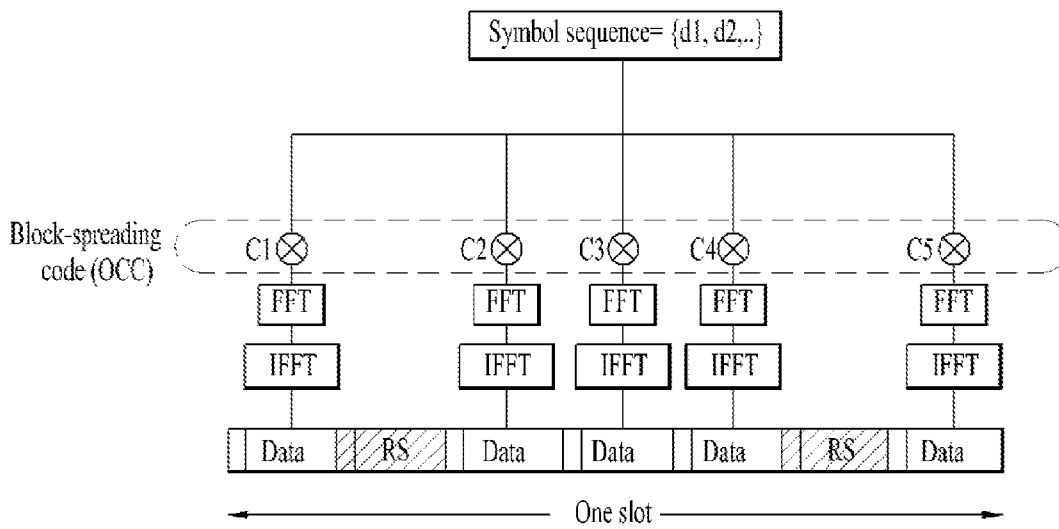 Symbol sequence= {d1, d2,..}
Block-spreading
code (OCC)
C1 C2 C3 C4 C5
FFT FFT FFT FFT FFT
IFFT IFFT IFFT IFFT IFFT
Data RS Data Data Data RS Data
One slot